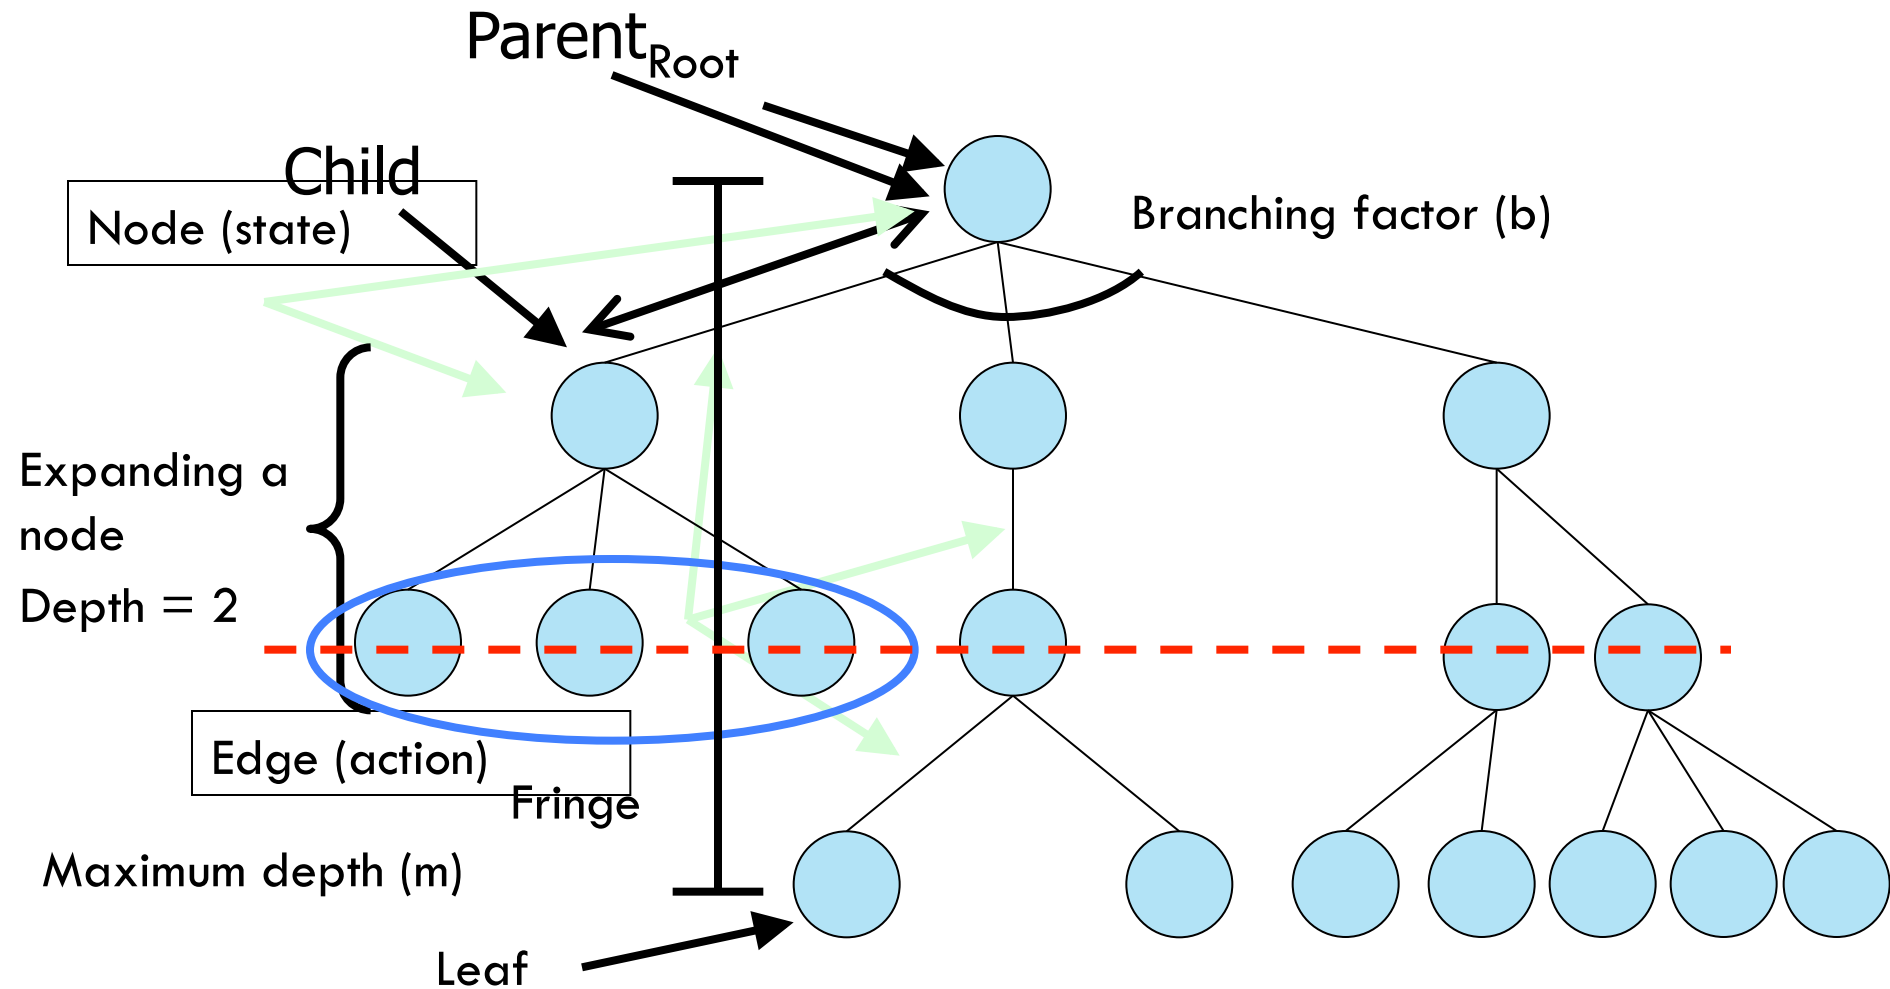 Parent
Root
Child
Node (state)
Branching factor (b)
Expanding a
node
Depth = 2
Edge (action)
Fringe
Maximum depth (m)
Leaf